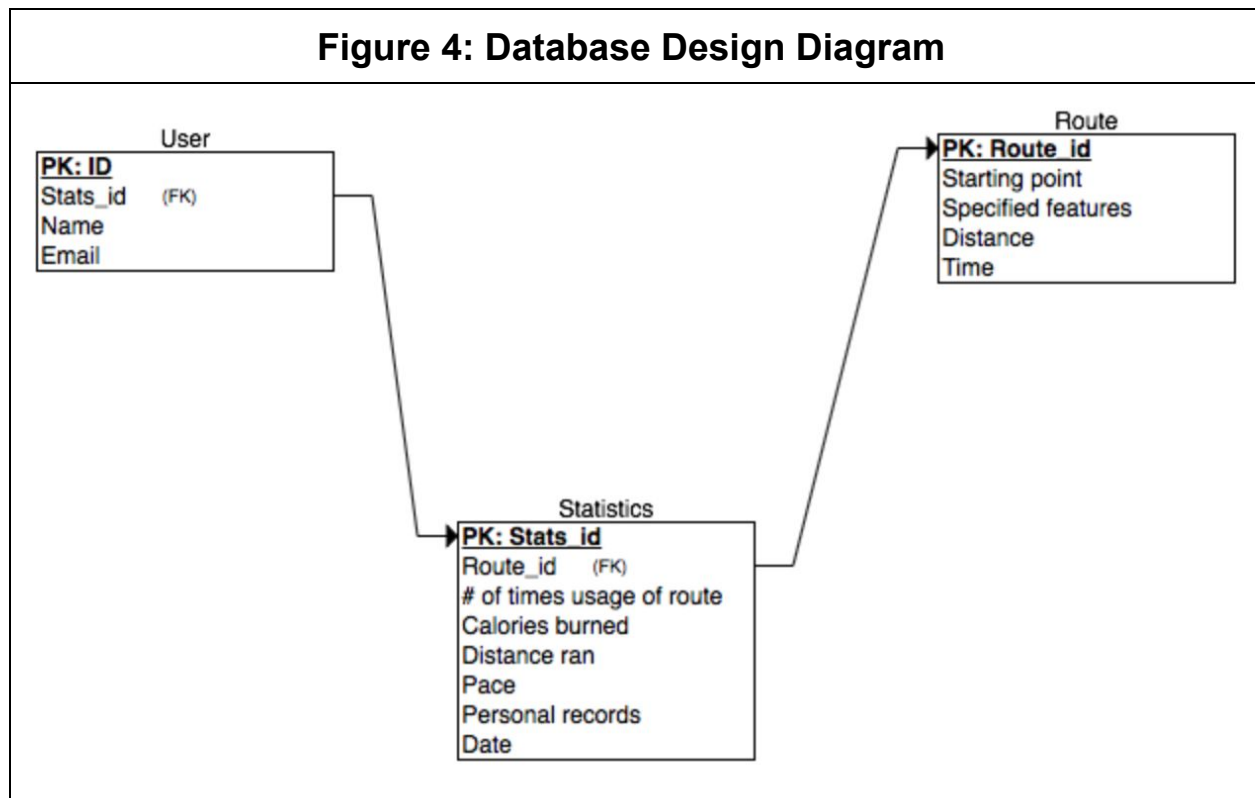 Figure 4: Database Design Diagram
User
PK: ID
Stats_id (FK)
Name
Email
Route
PK: Route_id
Starting point
Specified features
Distance
Time
Statistics
PK: Stats_id
Route_id (FK)
# of times usage of route
Calories burned
Distance ran
Pace
Personal records
Date